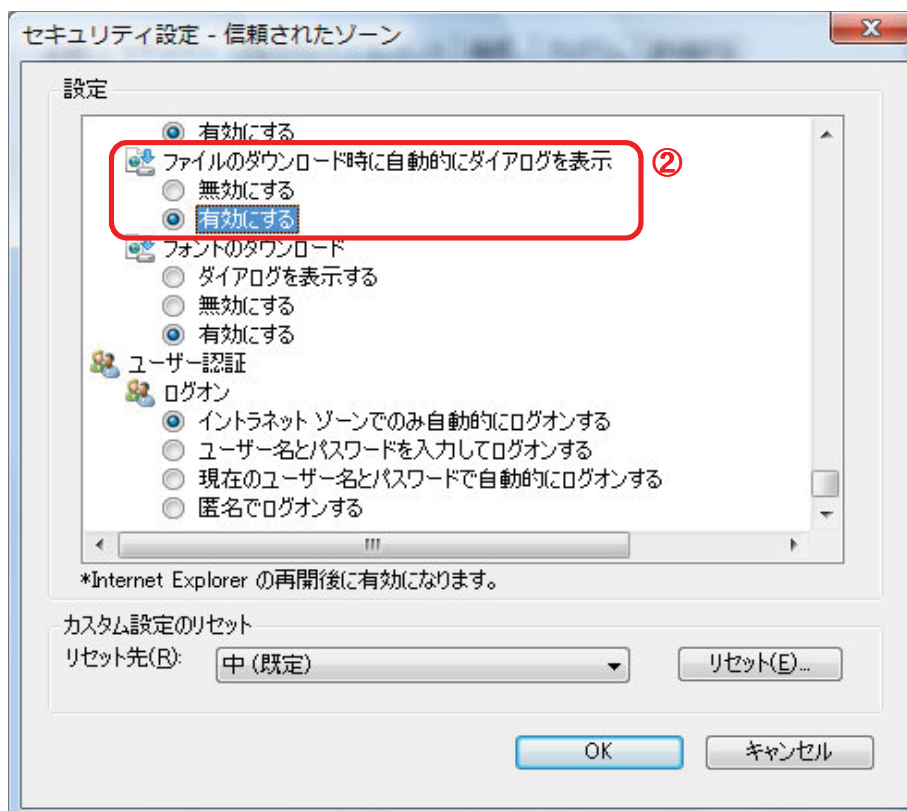 セキュリティ設定 - 信頼されたゾーン
設定
有効にする
ファイルのダウンロード時に自動的にダイアログを表示
②
無効にする
有効にする
フォントのダウンロード
ダイアログを表示する
無効にする
有効にする
ユーザー認証
ログオン
イントラネット ゾーンでのみ自動的にログオンする
ユーザー名とパスワードを入力してログオンする
現在のユーザー名とパスワードで自動的にログオンする
匿名でログオンする
*Internet Explorer の再開後に有効になります。
カスタム設定のリセット
リセット先(R):
中 (既定)
リセット(E)...
OK
キャンセル